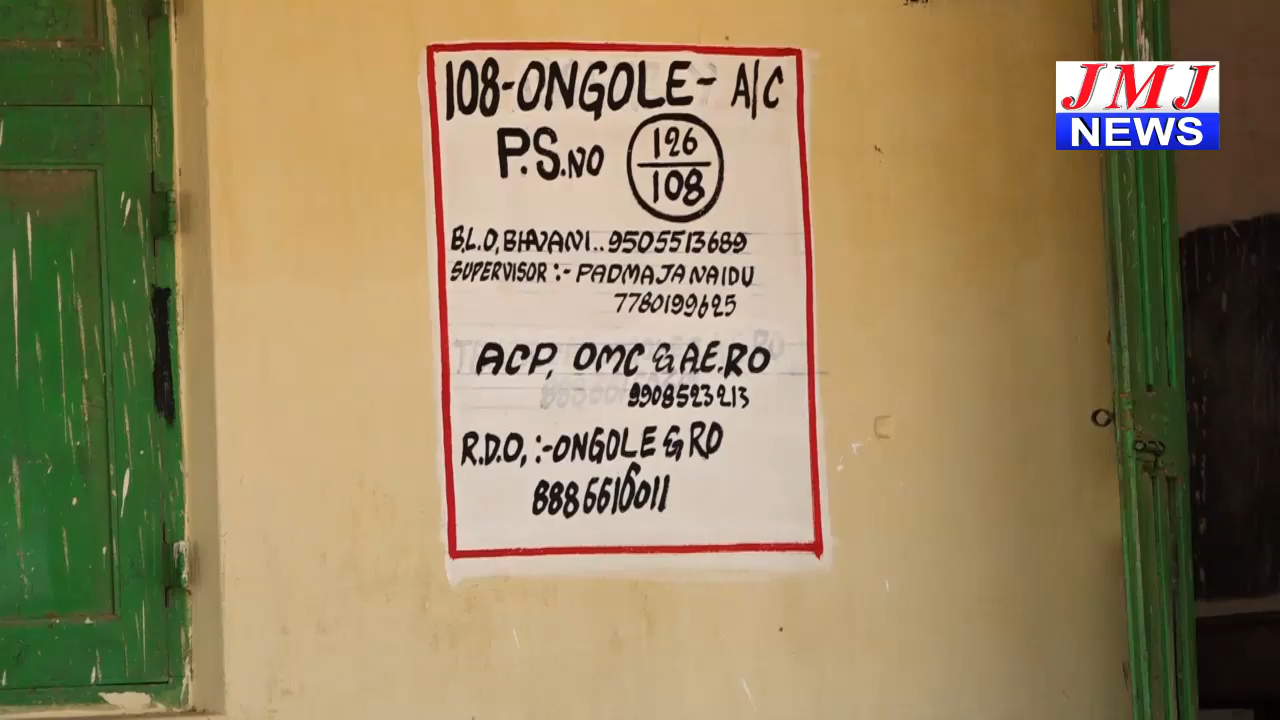 108-ONGOLE- A/C
P.S.NO 126/108
B.L.O, BHAVANI.. 9505513689
SUPERVISOR :- PADMAJA NAIDU
7780199625
ACP, OMC & A.E.RO
9908523213
R.D.O, :-ONGOLE & RO
8886616011
JMJ
NEWS